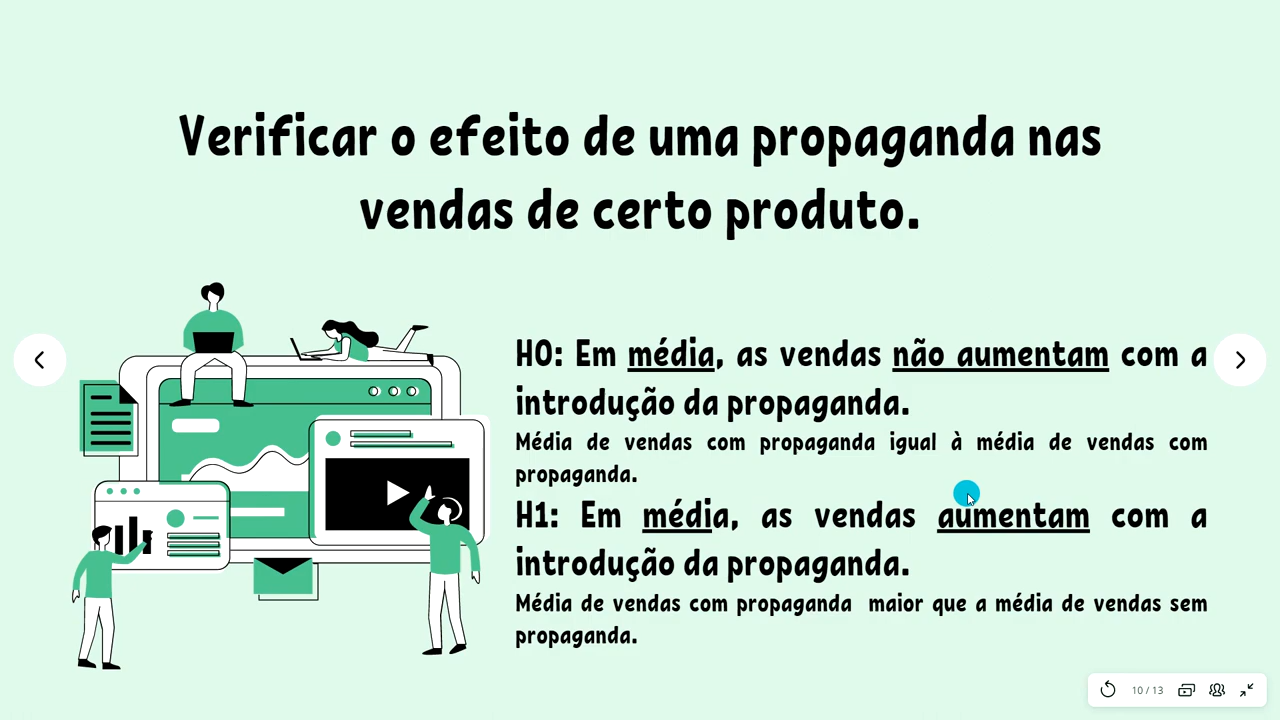 Verificar o efeito de uma propaganda nas
vendas de certo produto.
H0: Em média, as vendas não aumentam com a
introdução da propaganda.
Média de vendas com propaganda igual à média de vendas com
propaganda.
H1: Em média, as vendas aumentam com a
introdução da propaganda.
Média de vendas com propaganda maior que a média de vendas sem
propaganda.
10 / 13